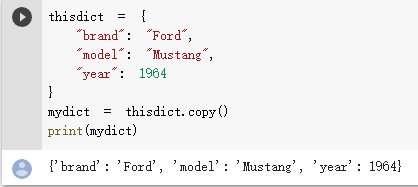 thisdict = {
    "brand": "Ford",
    "model": "Mustang",
    "year": 1964
}
mydict = thisdict.copy()
print(mydict)
{'brand': 'Ford', 'model': 'Mustang', 'year': 1964}